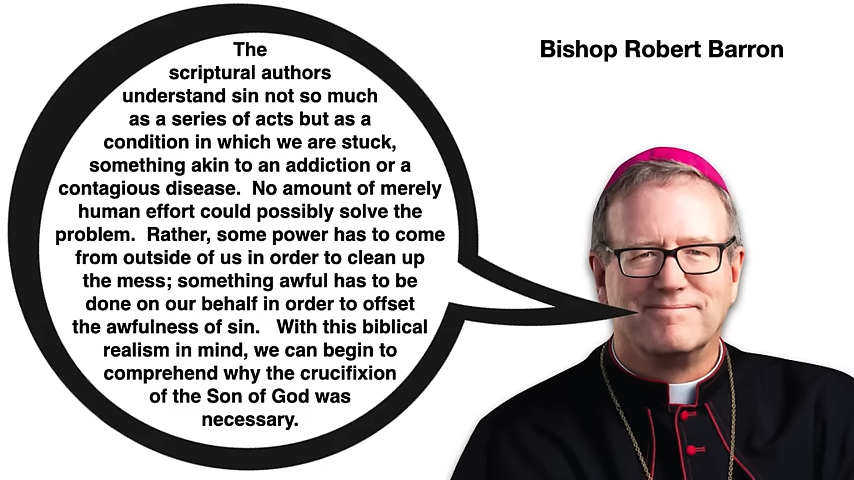 Bishop Robert Barron
The
scriptural authors
understand sin not so much
as a series of acts but as a
condition in which we are stuck,
something akin to an addiction or a
contagious disease.  No amount of merely
human effort could possibly solve the
problem.  Rather, some power has to come
from outside of us in order to clean up
the mess; something awful has to be
done on our behalf in order to offset
the awfulness of sin.   With this biblical
realism in mind, we can begin to
comprehend why the crucifixion
of the Son of God was
necessary.